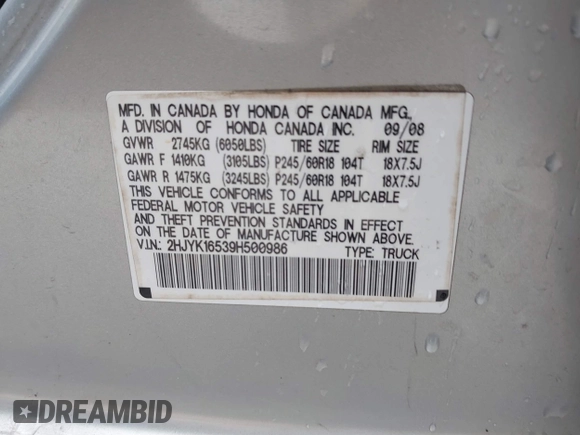 MFD. IN CANADA BY HONDA OF CANADA MFG.,
A DIVISION OF HONDA CANADA INC. 09/08
GVWR 2745KG (6050LBS) TIRE SIZE RIM SIZE
GAWR F 1410KG (3105LBS) P245/60R18 104T 18X7.5J
GAWR R 1475KG (3245LBS) P245/60R18 104T 18X7.5J
THIS VEHICLE CONFORMS TO ALL APPLICABLE
FEDERAL MOTOR VEHICLE SAFETY
AND THEFT PREVENTION STANDARDS IN EFFECT
ON THE DATE OF MANUFACTURE SHOWN ABOVE.
V.I.N.: 2HJYK16539H500986 TYPE: TRUCK
DREAMBID